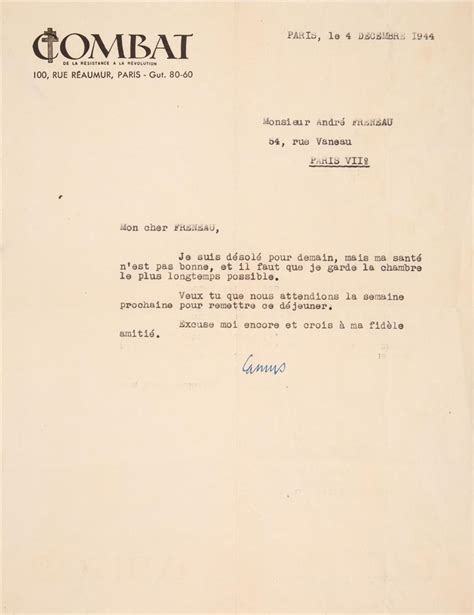 COMBAT
DE LA RÉSISTANCE A LA RÉVOLUTION
100, RUE RÉAUMUR, PARIS - Gut. 80-60
PARIS, le 4 DECEMBRE 1944
Monsieur André FRENEAU
54, rue Vaneau
PARIS VII°
Mon cher FRENEAU,
Je suis désolé pour demain, mais ma santé
n'est pas bonne, et il faut que je garde la chambre
le plus longtemps possible.
Veux tu que nous attendions la semaine
prochaine pour remettre ce déjeuner.
Excuse moi encore et crois à ma fidèle
amitié.
Camus